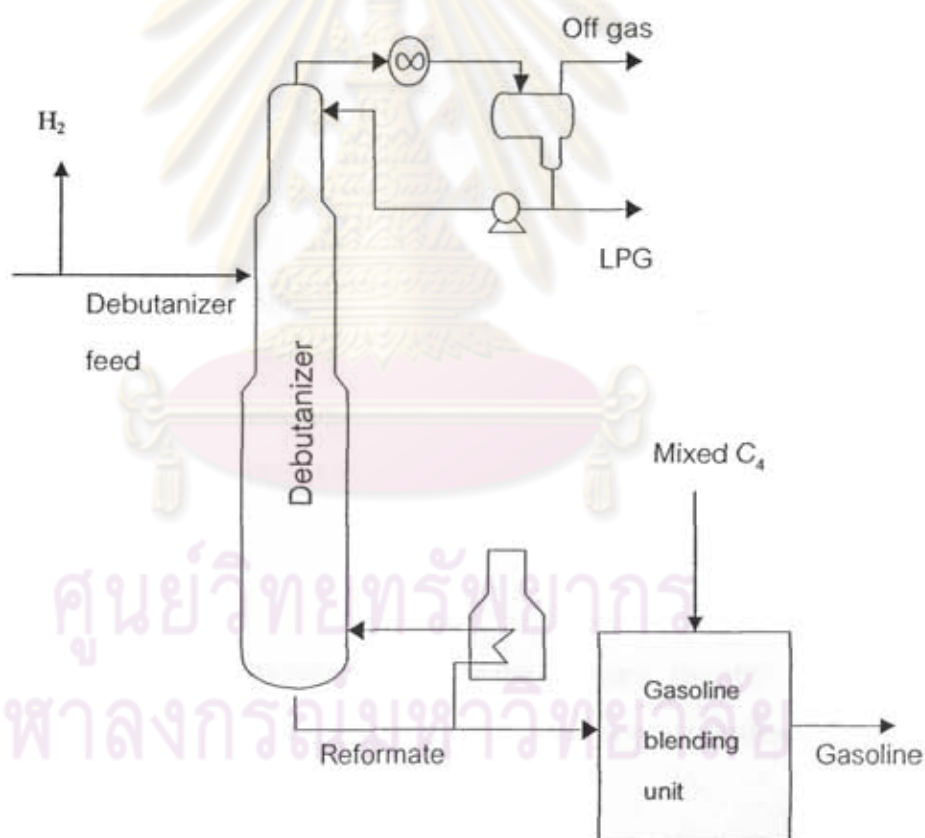 Off gas
H₂
LPG
Debutanizer
feed
Debutanizer
Mixed C₄
ศูนย์วิทยทรัพยากร
จุฬาลงกรณ์มหาวิทยาลัย
Gasoline
blending
unit
Reformate
Gasoline